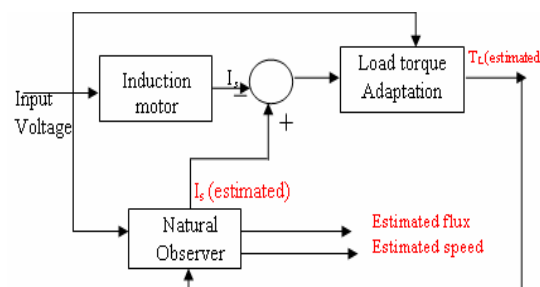 Input
Voltage
Induction
motor
Is
−
+
Load torque
Adaptation
TL(estimated
Is (estimated)
Natural
Observer
Estimated flux
Estimated speed